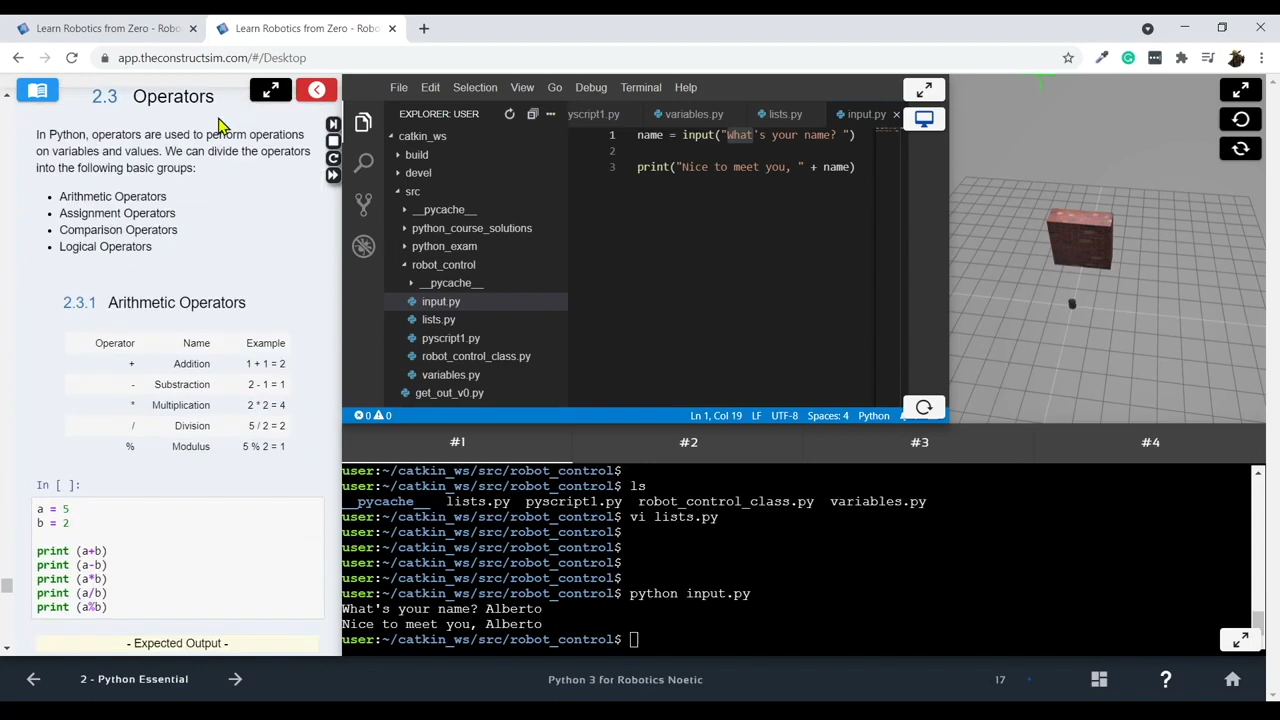 Learn Robotics from Zero - Robo
Learn Robotics from Zero - Robo
app.theconstructsim.com/#/Desktop
2.3 Operators
In Python, operators are used to perform operations
on variables and values. We can divide the operators
into the following basic groups:
Arithmetic Operators
Assignment Operators
Comparison Operators
Logical Operators
2.3.1 Arithmetic Operators
Operator Name Example
+ Addition 1 + 1 = 2
- Substraction 2 - 1 = 1
* Multiplication 2 * 2 = 4
/ Division 5 / 2 = 2
% Modulus 5 % 2 = 1
In [ ]:
a = 5
b = 2
print (a+b)
print (a-b)
print (a*b)
print (a/b)
print (a%b)
- Expected Output -
File Edit Selection View Go Debug Terminal Help
EXPLORER: USER
catkin_ws
build
devel
src
__pycache__
python_course_solutions
python_exam
robot_control
__pycache__
input.py
lists.py
pyscript1.py
robot_control_class.py
variables.py
get_out_v0.py
yscript1.py variables.py lists.py input.py
1 name = input("What's your name? ")
2
3 print("Nice to meet you, " + name)
0 0 Ln 1, Col 19 LF UTF-8 Spaces: 4 Python
#1 #2 #3 #4
user:~/catkin_ws/src/robot_control$
user:~/catkin_ws/src/robot_control$ ls
__pycache__ lists.py pyscript1.py robot_control_class.py variables.py
user:~/catkin_ws/src/robot_control$ vi lists.py
user:~/catkin_ws/src/robot_control$
user:~/catkin_ws/src/robot_control$
user:~/catkin_ws/src/robot_control$
user:~/catkin_ws/src/robot_control$
user:~/catkin_ws/src/robot_control$ python input.py
What's your name? Alberto
Nice to meet you, Alberto
user:~/catkin_ws/src/robot_control$
2 - Python Essential
Python 3 for Robotics Noetic
17
?